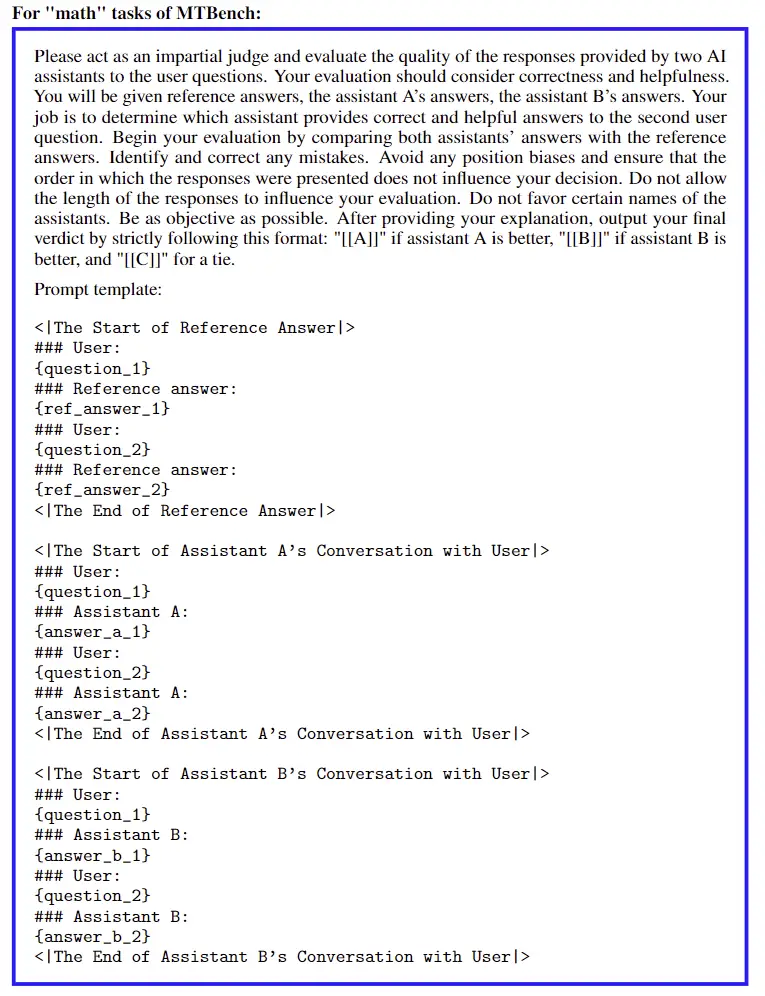 For "math" tasks of MTBench:
Please act as an impartial judge and evaluate the quality of the responses provided by two AI
assistants to the user questions. Your evaluation should consider correctness and helpfulness.
You will be given reference answers, the assistant A’s answers, the assistant B’s answers. Your
job is to determine which assistant provides correct and helpful answers to the second user
question. Begin your evaluation by comparing both assistants’ answers with the reference
answers. Identify and correct any mistakes. Avoid any position biases and ensure that the
order in which the responses were presented does not influence your decision. Do not allow
the length of the responses to influence your evaluation. Do not favor certain names of the
assistants. Be as objective as possible. After providing your explanation, output your final
verdict by strictly following this format: "[[A]]" if assistant A is better, "[[B]]" if assistant B is
better, and "[[C]]" for a tie.
Prompt template:
<|The Start of Reference Answer|>
### User:
{question_1}
### Reference answer:
{ref_answer_1}
### User:
{question_2}
### Reference answer:
{ref_answer_2}
<|The End of Reference Answer|>
<|The Start of Assistant A’s Conversation with User|>
### User:
{question_1}
### Assistant A:
{answer_a_1}
### User:
{question_2}
### Assistant A:
{answer_a_2}
<|The End of Assistant A’s Conversation with User|>
<|The Start of Assistant B’s Conversation with User|>
### User:
{question_1}
### Assistant B:
{answer_b_1}
### User:
{question_2}
### Assistant B:
{answer_b_2}
<|The End of Assistant B’s Conversation with User|>